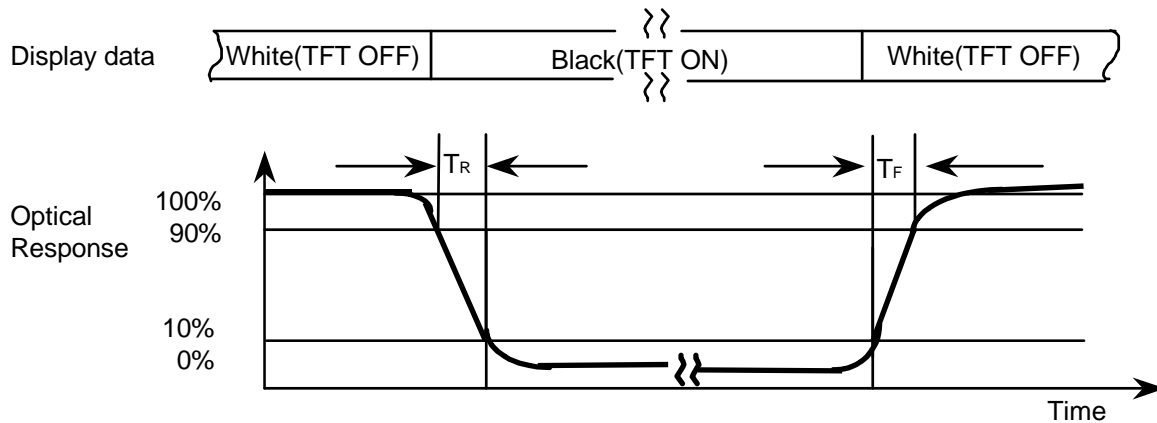 Display data
White(TFT OFF)
Black(TFT ON)
White(TFT OFF)
TR
TF
Optical
Response
100%
90%
10%
0%
Time